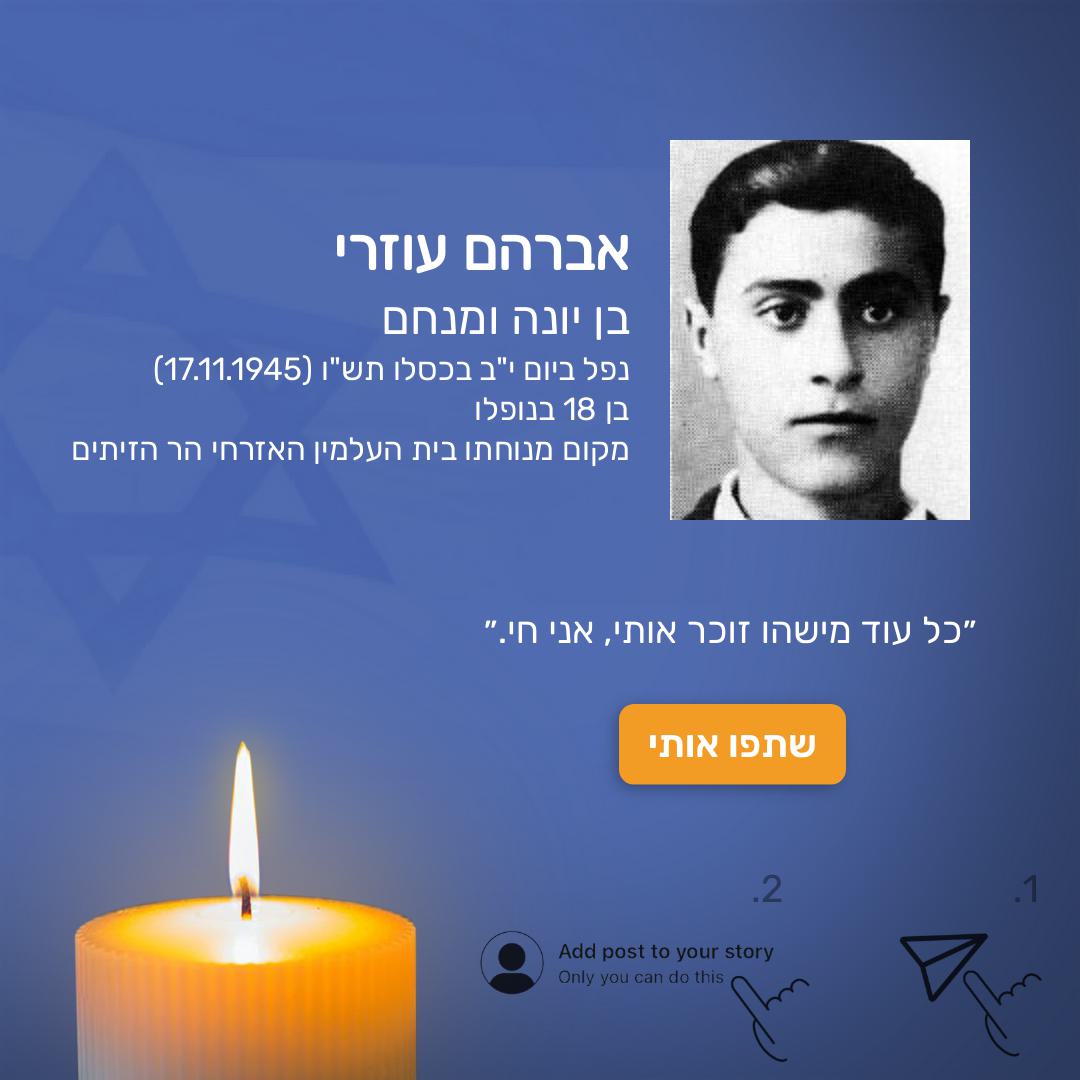 אברהם עוזרי
בן יונה ומנחם
נפל ביום י"ב בכסלו תש"ו (17.11.1945)
בן 18 בנופלו
מקום מנוחתו בית העלמין האזרחי הר הזיתים
״כל עוד מישהו זוכר אותי, אני חי.״
שתפו אותי
1.
2.
Add post to your story
Only you can do this